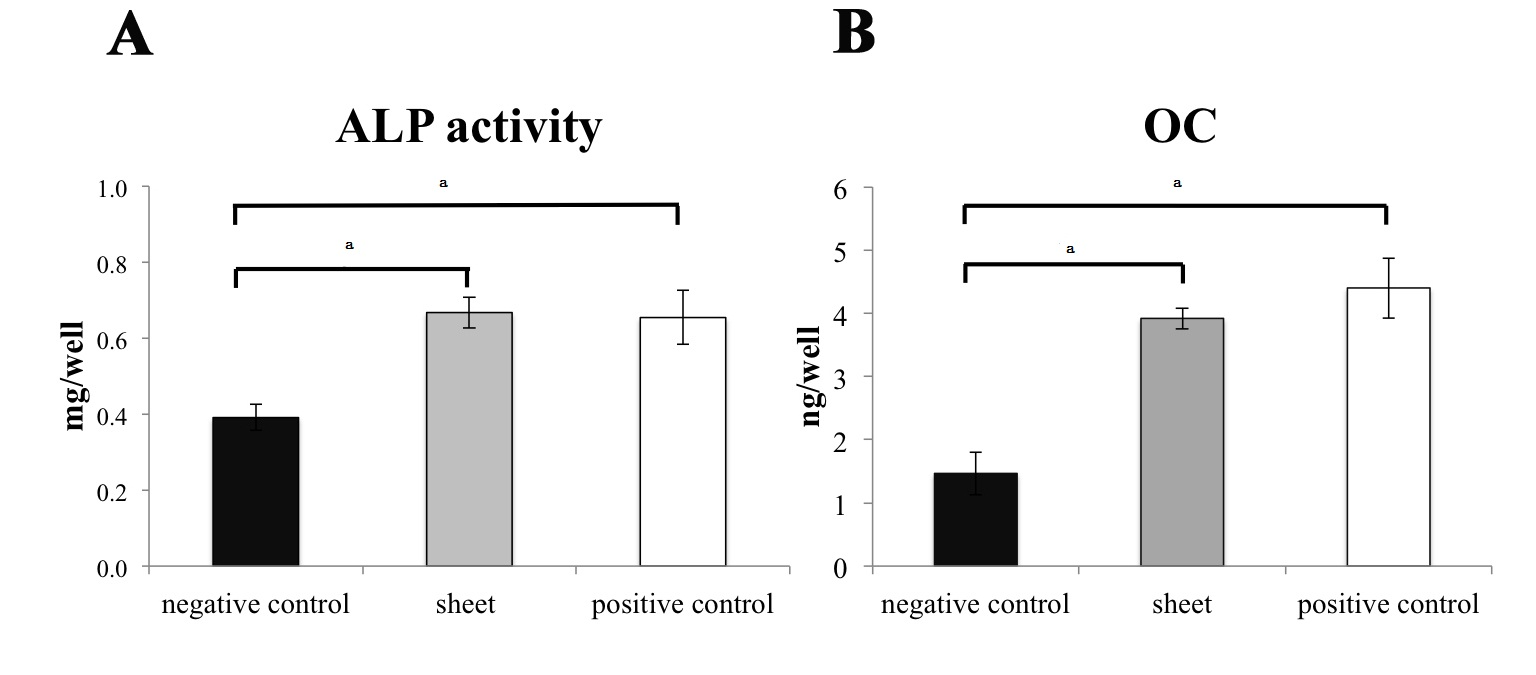 A
ALP activity
1.0
a
0.8
a
0.6
0.4
0.2
0.0
mg/well
negative control
sheet
positive control
B
OC
6
a
5
a
4
3
2
1
0
ng/well
negative control
sheet
positive control